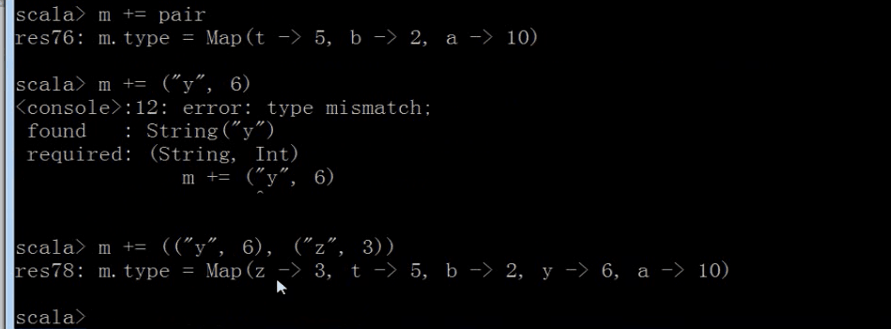 scala> m += pair
res76: m.type = Map(t -> 5, b -> 2, a -> 10)
scala> m += ("y", 6)
<console>:12: error: type mismatch;
 found   : String("y")
 required: (String, Int)
              m += ("y", 6)
                    ^
scala> m += (("y", 6), ("z", 3))
res78: m.type = Map(z -> 3, t -> 5, b -> 2, y -> 6, a -> 10)
scala>